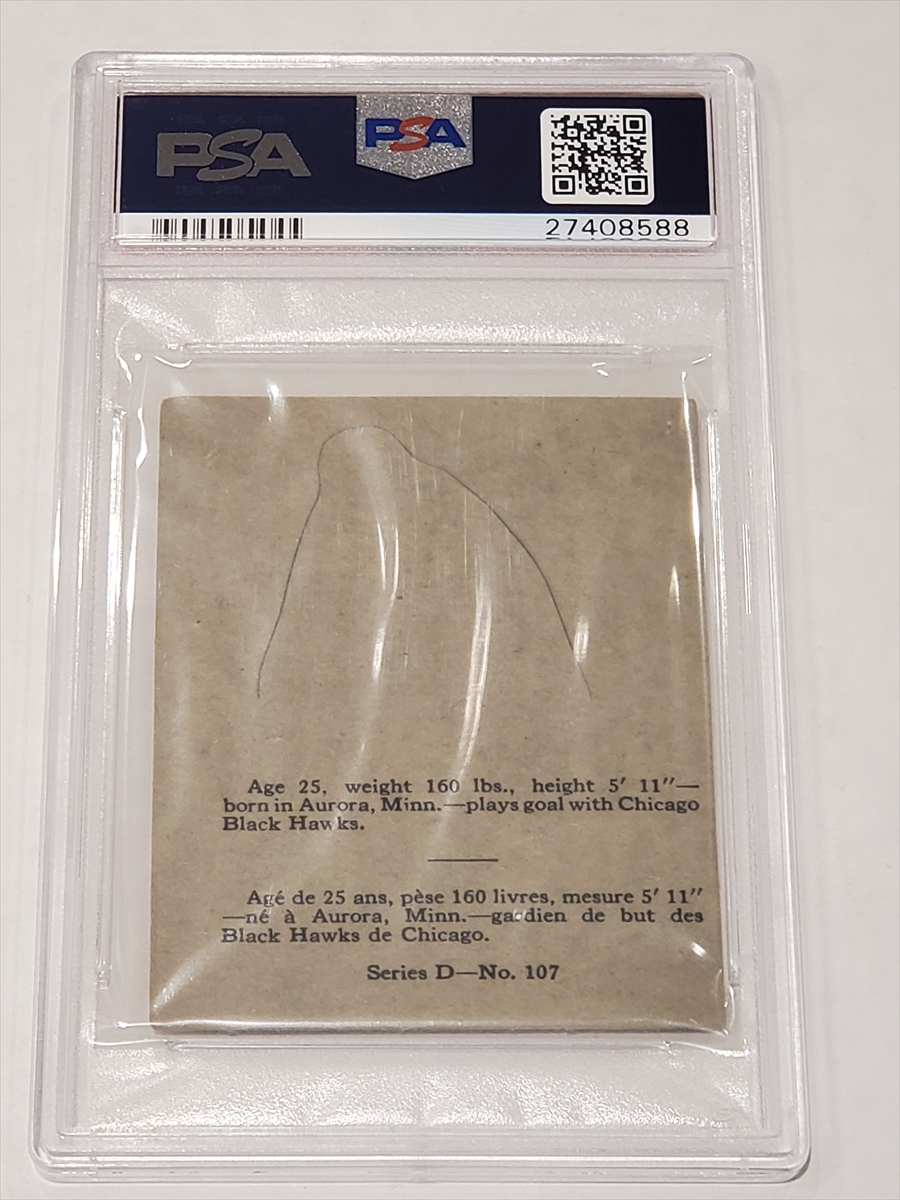 PSA PSA
27408588
Age 25, weight 160 lbs., height 5′ 11″—
born in Aurora, Minn.—plays goal with Chicago
Black Hawks.
Agé de 25 ans, pèse 160 livres, mesure 5′ 11″
—né à Aurora, Minn.—gardien de but des
Black Hawks de Chicago.
Series D—No. 107